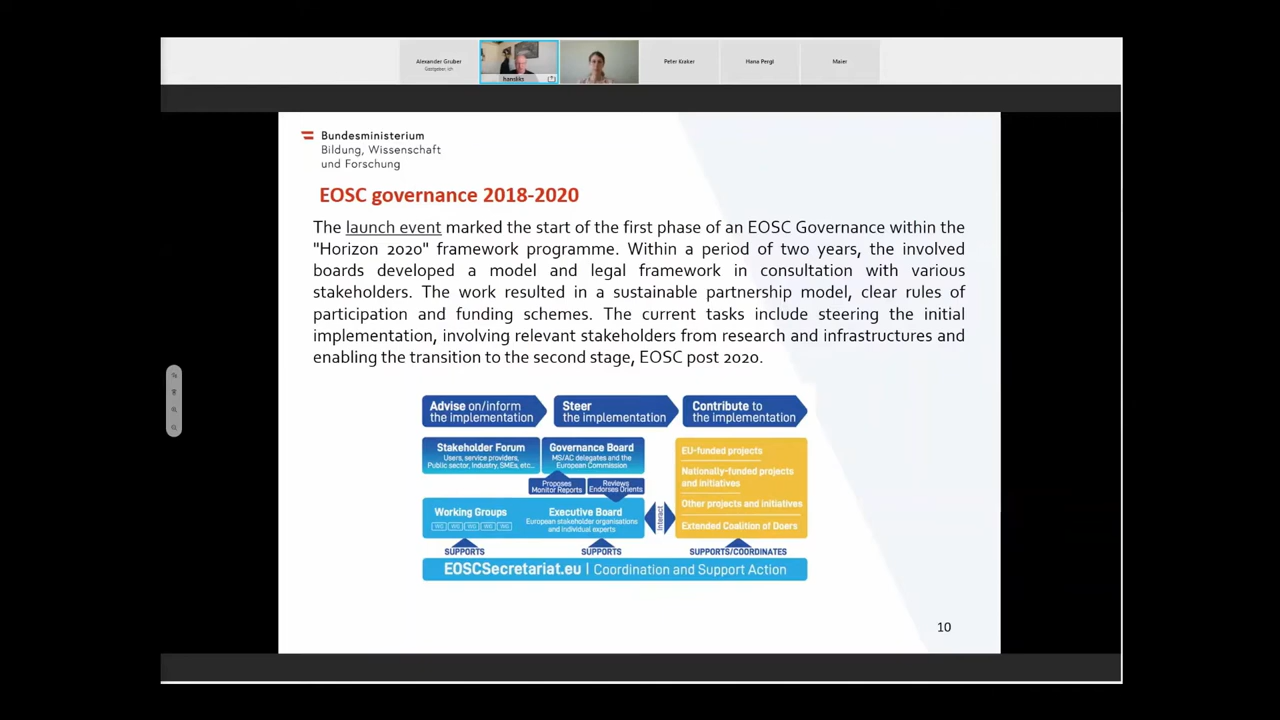 Alexander Gruber
Gastgeber, ich
handikt
Peter Kraker
Hana Pergl
Maier
Bundesministerium
Bildung, Wissenschaft
und Forschung
EOSC governance 2018-2020
The launch event marked the start of the first phase of an EOSC Governance within the
"Horizon 2020" framework programme. Within a period of two years, the involved
boards developed a model and legal framework in consultation with various
stakeholders. The work resulted in a sustainable partnership model, clear rules of
participation and funding schemes. The current tasks include steering the initial
implementation, involving relevant stakeholders from research and infrastructures and
enabling the transition to the second stage, EOSC post 2020.
Advise on/inform
the implementation
Steer
the implementation
Contribute to
the implementation
Stakeholder Forum
Users, service providers,
Public sector, Industry, SMEs, etc...
Governance Board
MS/AC delegates and the
European Commission
Proposes
Monitor Reports
Reviews
Endorses Orients
Working Groups
WG WG WG WG WG
Executive Board
European stakeholder organisations
and individual experts
Interact
EU-funded projects
Nationally-funded projects
and initiatives
Other projects and initiatives
Extended Coalition of Doers
SUPPORTS
SUPPORTS
SUPPORTS/COORDINATES
EOSCSecretariat.eu | Coordination and Support Action
10